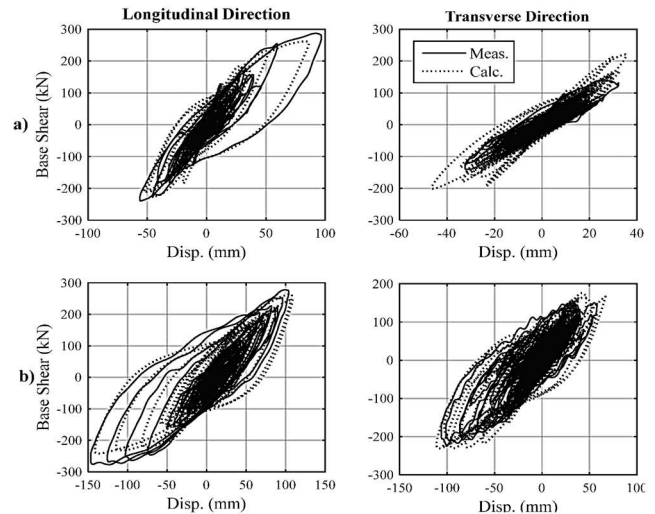 Longitudinal Direction
Transverse Direction
a)
Base Shear (kN)
300
200
100
0
-100
-200
-300
-100 -50 0 50 100
Disp. (mm)
Meas.
Calc.
300
200
100
0
-100
-200
-300
-60 -40 -20 0 20 40
Disp. (mm)
b)
Base Shear (kN)
300
200
100
0
-100
-200
-300
-150 -100 -50 0 50 100 150
Disp. (mm)
200
100
0
-100
-200
-300
-150 -100 -50 0 50 100
Disp. (mm)